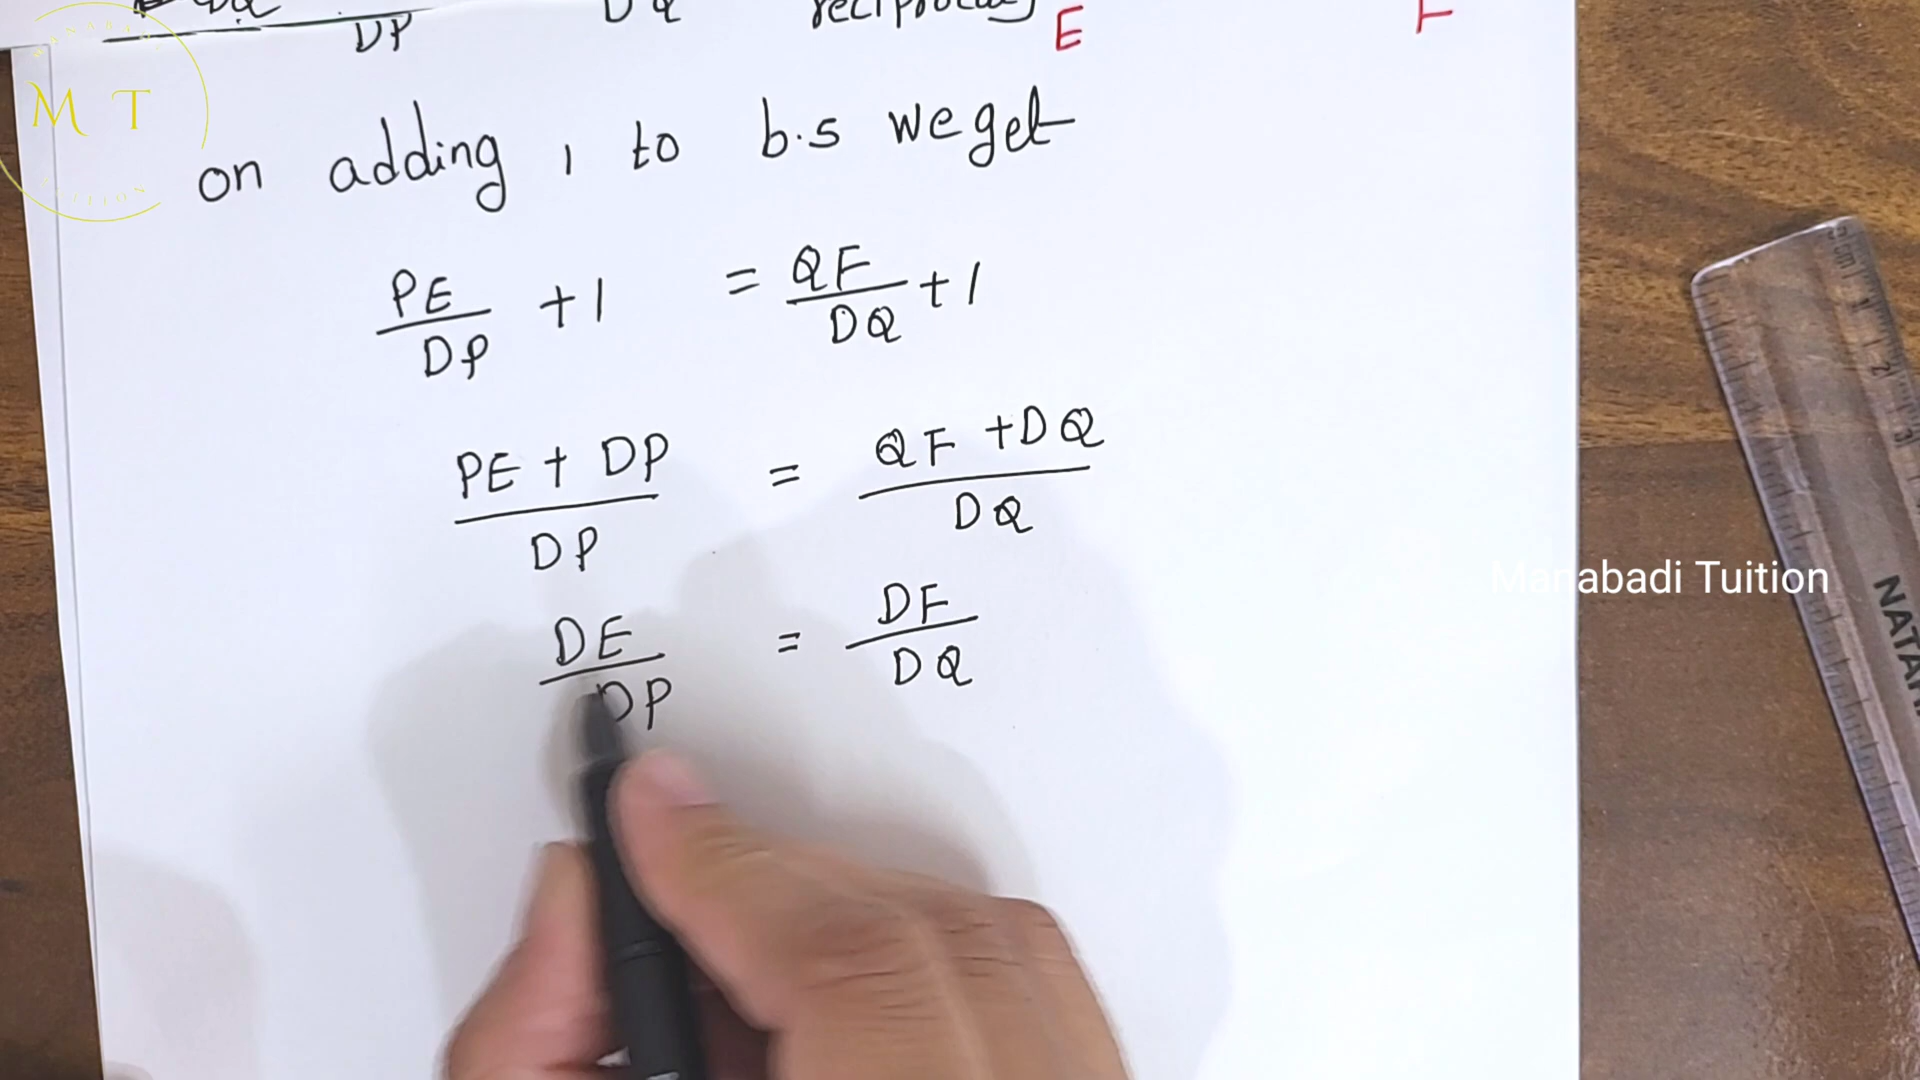 DP DQ E
M T
on adding 1 to b.s we get
PE/DP + 1 = QF/DQ + 1
PE + DP/DP = QF + DQ/DQ
DE/DP = DF/DQ
Manabadi Tuition